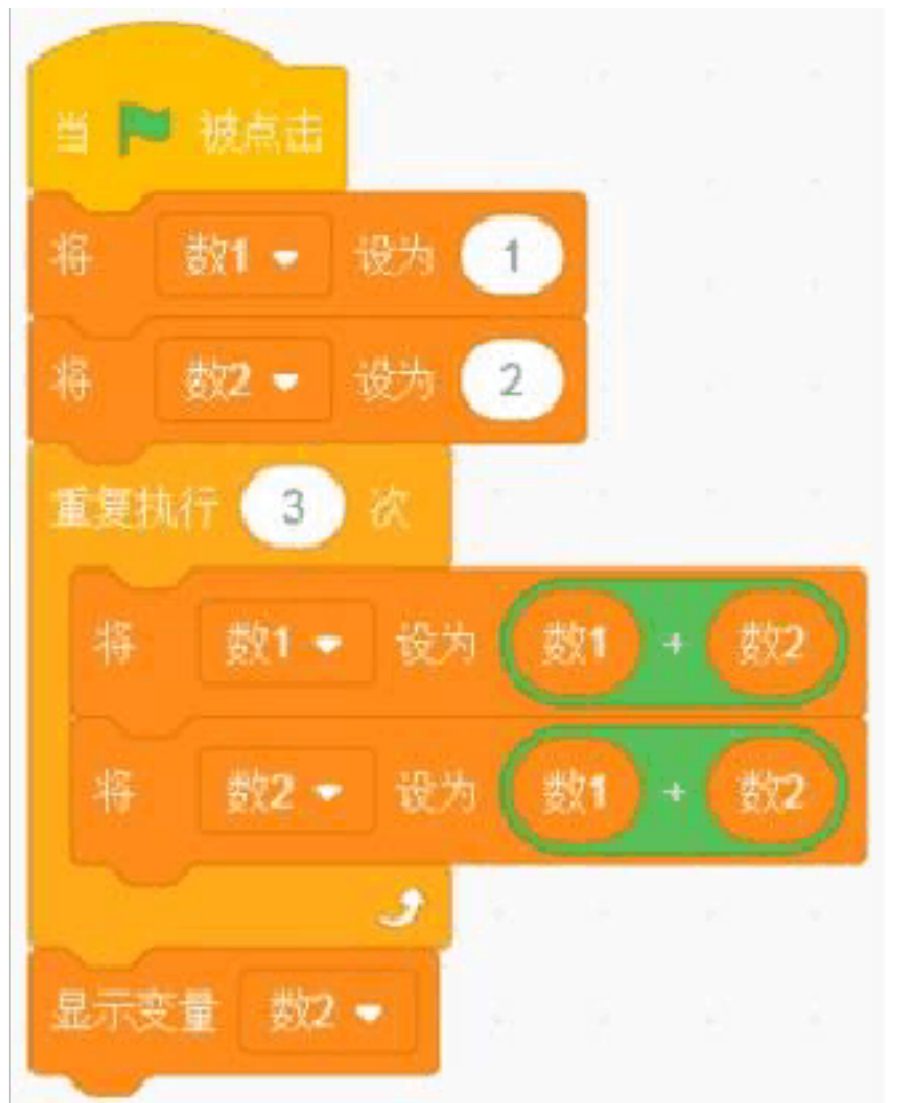 当 被点击
将 数1 设为 1
将 数2 设为 2
重复执行 3 次
将 数1 设为 数1 + 数2
将 数2 设为 数1 + 数2
显示变量 数2